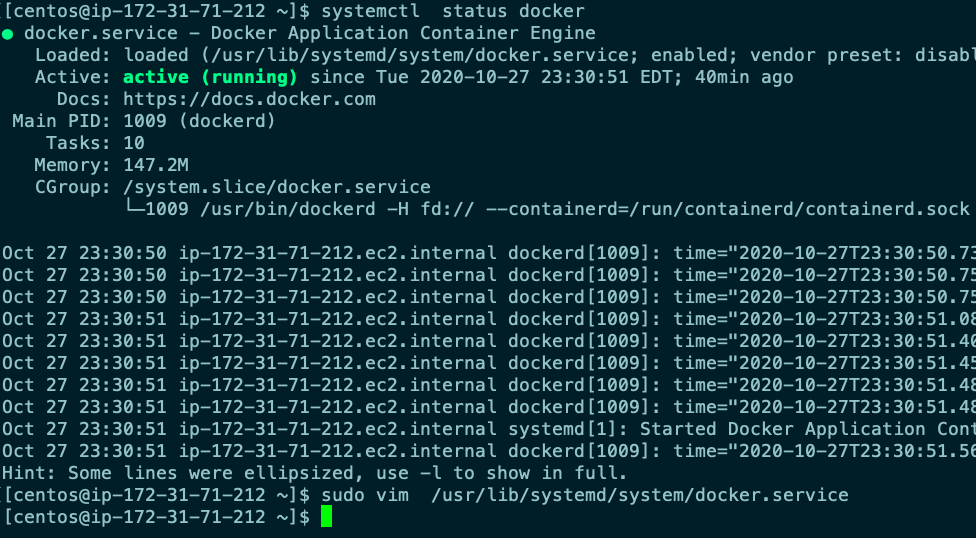 [[centos@ip-172-31-71-212 ~]$ systemctl  status docker
● docker.service - Docker Application Container Engine
   Loaded: loaded (/usr/lib/systemd/system/docker.service; enabled; vendor preset: disabl
   Active: active (running) since Tue 2020-10-27 23:30:51 EDT; 40min ago
     Docs: https://docs.docker.com
 Main PID: 1009 (dockerd)
    Tasks: 10
   Memory: 147.2M
   CGroup: /system.slice/docker.service
           └─1009 /usr/bin/dockerd -H fd:// --containerd=/run/containerd/containerd.sock
Oct 27 23:30:50 ip-172-31-71-212.ec2.internal dockerd[1009]: time="2020-10-27T23:30:50.73
Oct 27 23:30:50 ip-172-31-71-212.ec2.internal dockerd[1009]: time="2020-10-27T23:30:50.75
Oct 27 23:30:50 ip-172-31-71-212.ec2.internal dockerd[1009]: time="2020-10-27T23:30:50.75
Oct 27 23:30:51 ip-172-31-71-212.ec2.internal dockerd[1009]: time="2020-10-27T23:30:51.08
Oct 27 23:30:51 ip-172-31-71-212.ec2.internal dockerd[1009]: time="2020-10-27T23:30:51.40
Oct 27 23:30:51 ip-172-31-71-212.ec2.internal dockerd[1009]: time="2020-10-27T23:30:51.45
Oct 27 23:30:51 ip-172-31-71-212.ec2.internal dockerd[1009]: time="2020-10-27T23:30:51.48
Oct 27 23:30:51 ip-172-31-71-212.ec2.internal dockerd[1009]: time="2020-10-27T23:30:51.48
Oct 27 23:30:51 ip-172-31-71-212.ec2.internal systemd[1]: Started Docker Application Cont
Oct 27 23:30:51 ip-172-31-71-212.ec2.internal dockerd[1009]: time="2020-10-27T23:30:51.56
Hint: Some lines were ellipsized, use -l to show in full.
[[centos@ip-172-31-71-212 ~]$ sudo vim  /usr/lib/systemd/system/docker.service
[centos@ip-172-31-71-212 ~]$